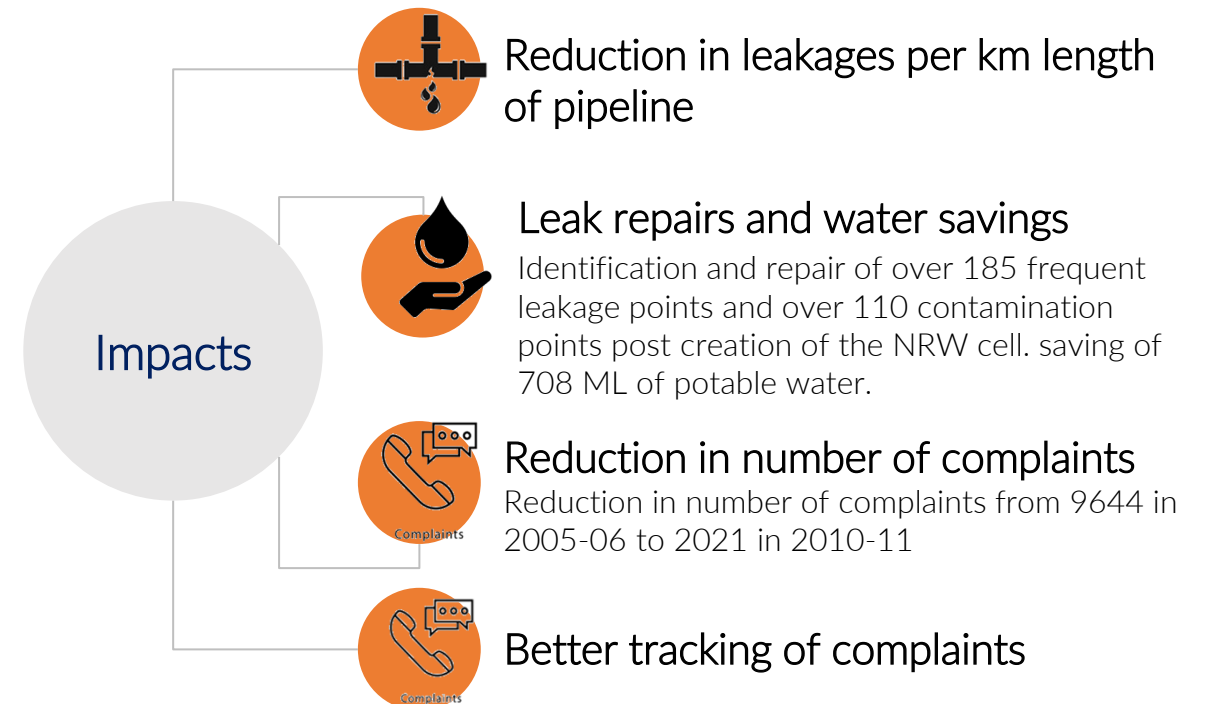 Reduction in leakages per km length
of pipeline
Leak repairs and water savings
Identification and repair of over 185 frequent
leakage points and over 110 contamination
points post creation of the NRW cell. saving of
708 ML of potable water.
Impacts
Reduction in number of complaints
Reduction in number of complaints from 9644 in
2005-06 to 2021 in 2010-11
Complaints
Better tracking of complaints
Complaints